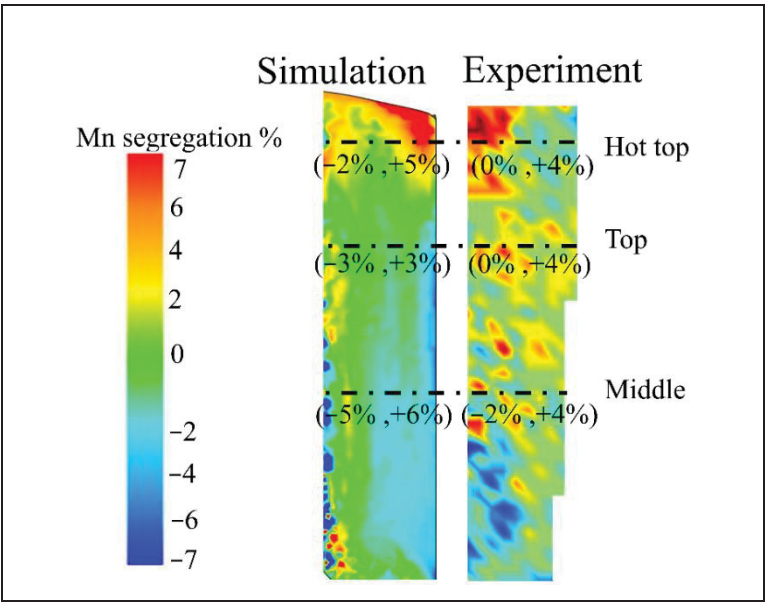 Simulation Experiment
Mn segregation %
7
6
4
2
0
−2
−4
−6
−7
(−2% ,+5%) (0% ,+4%)
Hot top
(−3% ,+3%) (0% ,+4%)
Top
(−5% ,+6%) (−2% ,+4%)
Middle